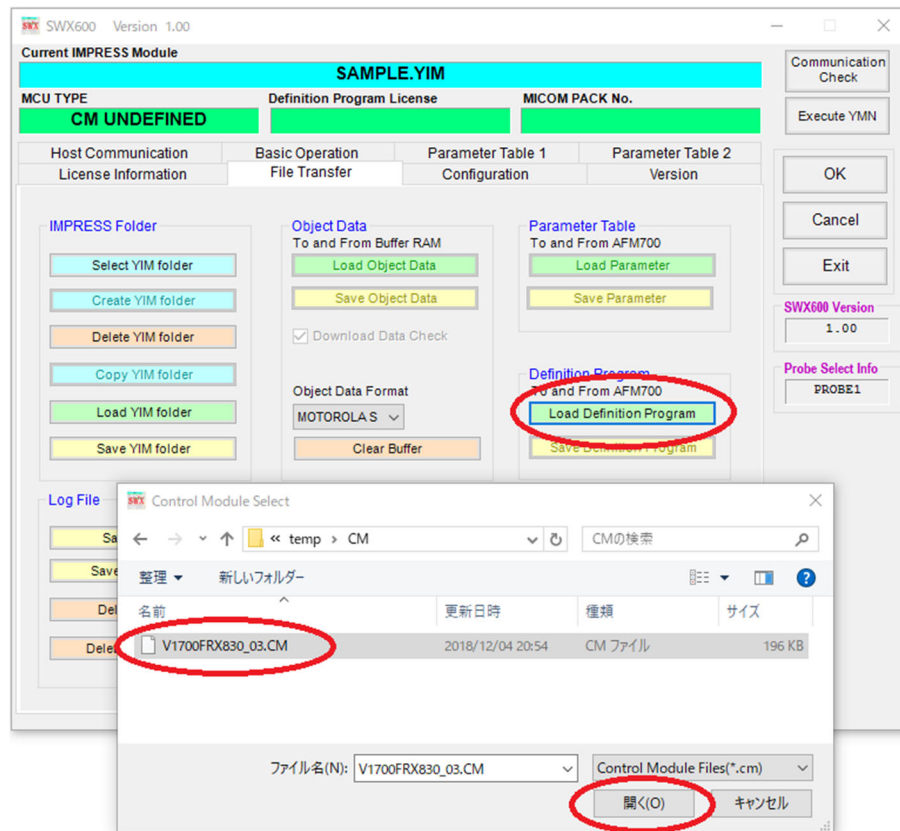 SWX600 Version 1.00
Current IMPRESS Module
SAMPLE.YIM
MCU TYPE
Definition Program License
MICOM PACK No.
CM UNDEFINED
Communication Check
Execute YMN
Host Communication
Basic Operation
Parameter Table 1
Parameter Table 2
License Information
File Transfer
Configuration
Version
OK
Cancel
Exit
SWX600 Version
1.00
Probe Select Info
PROBE1
IMPRESS Folder
Select YIM folder
Create YIM folder
Delete YIM folder
Copy YIM folder
Load YIM folder
Save YIM folder
Object Data
To and From Buffer RAM
Load Object Data
Save Object Data
Download Data Check
Object Data Format
MOTOROLA S
Clear Buffer
Parameter Table
To and From AFM700
Load Parameter
Save Parameter
Definition Program
To and From AFM700
Load Definition Program
Save Definition Program
Log File
Sa
Save
Del
Delet
SWX Control Module Select
« temp › CM
CMの検索
整理
新しいフォルダー
名前
更新日時
種類
サイズ
V1700FRX830_03.CM
2018/12/04 20:54
CM ファイル
196 KB
ファイル名(N):
V1700FRX830_03.CM
Control Module Files(*.cm)
開く(O)
キャンセル